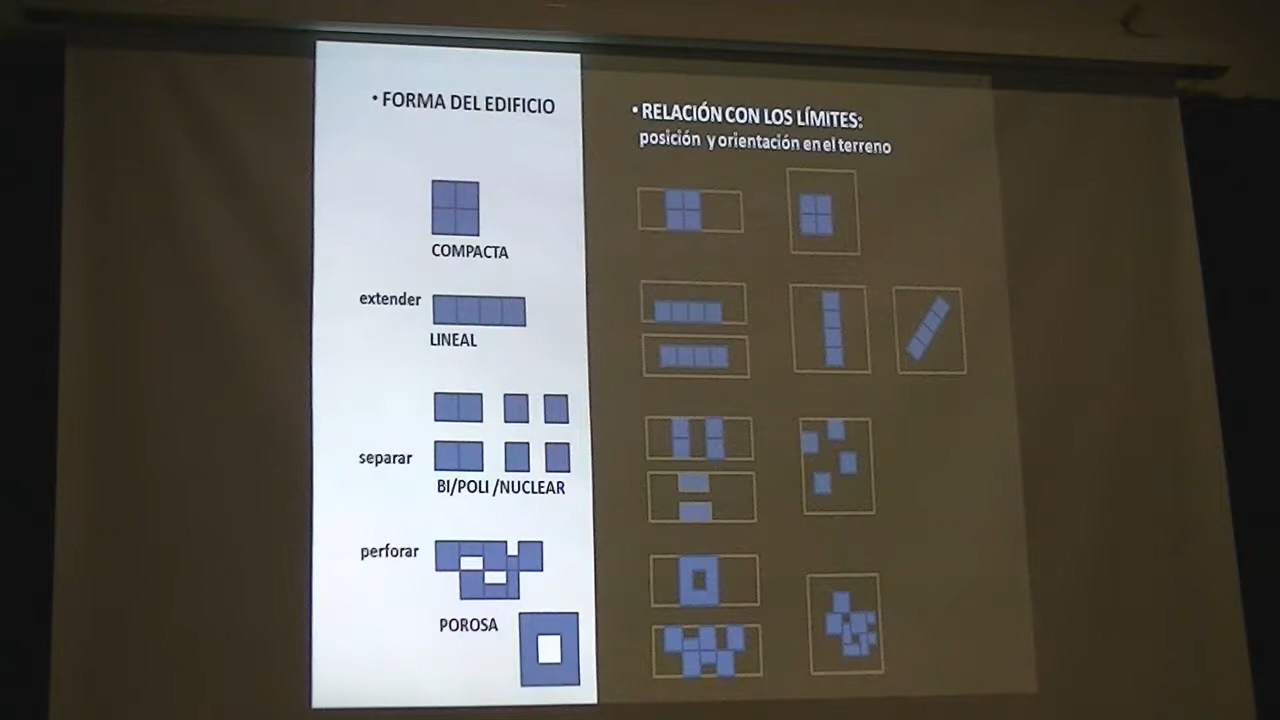 • FORMA DEL EDIFICIO
COMPACTA
extender
LINEAL
separar
BI/POLI /NUCLEAR
perforar
POROSA
• RELACIÓN CON LOS LÍMITES:
posición y orientación en el terreno